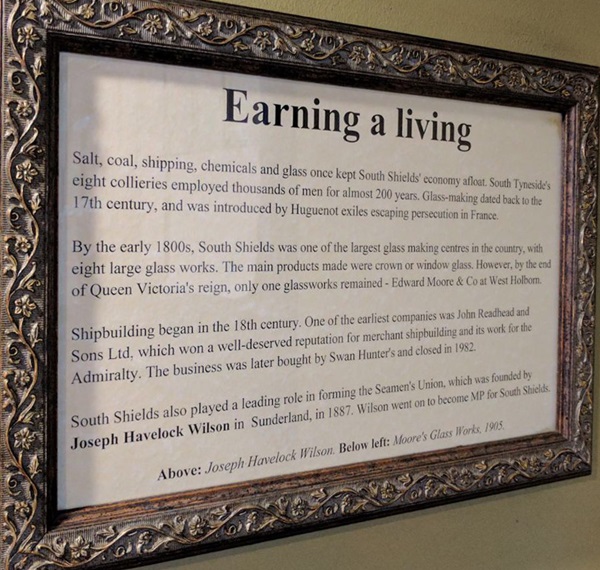 Earning a living
Salt, coal, shipping, chemicals and glass once kept South Shields' economy afloat. South Tyneside's
eight collieries employed thousands of men for almost 200 years. Glass-making dated back to the
17th century, and was introduced by Huguenot exiles escaping persecution in France.
By the early 1800s, South Shields was one of the largest glass making centres in the country, with
eight large glass works. The main products made were crown or window glass. However, by the end
of Queen Victoria's reign, only one glassworks remained - Edward Moore & Co at West Holborn.
Shipbuilding began in the 18th century. One of the earliest companies was John Readhead and
Sons Ltd, which won a well-deserved reputation for merchant shipbuilding and its work for the
Admiralty. The business was later bought by Swan Hunter's and closed in 1982.
South Shields also played a leading role in forming the Seamen's Union, which was founded by
Joseph Havelock Wilson in Sunderland, in 1887. Wilson went on to become MP for South Shields.
Above: Joseph Havelock Wilson. Below left: Moore's Glass Works, 1905.